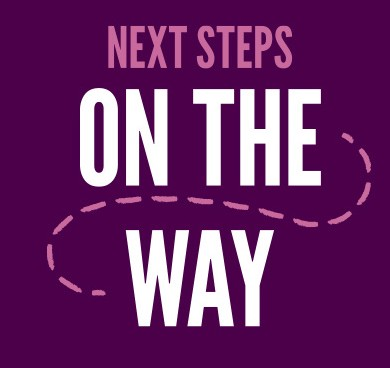 NEXT STEPS
ON THE
WAY